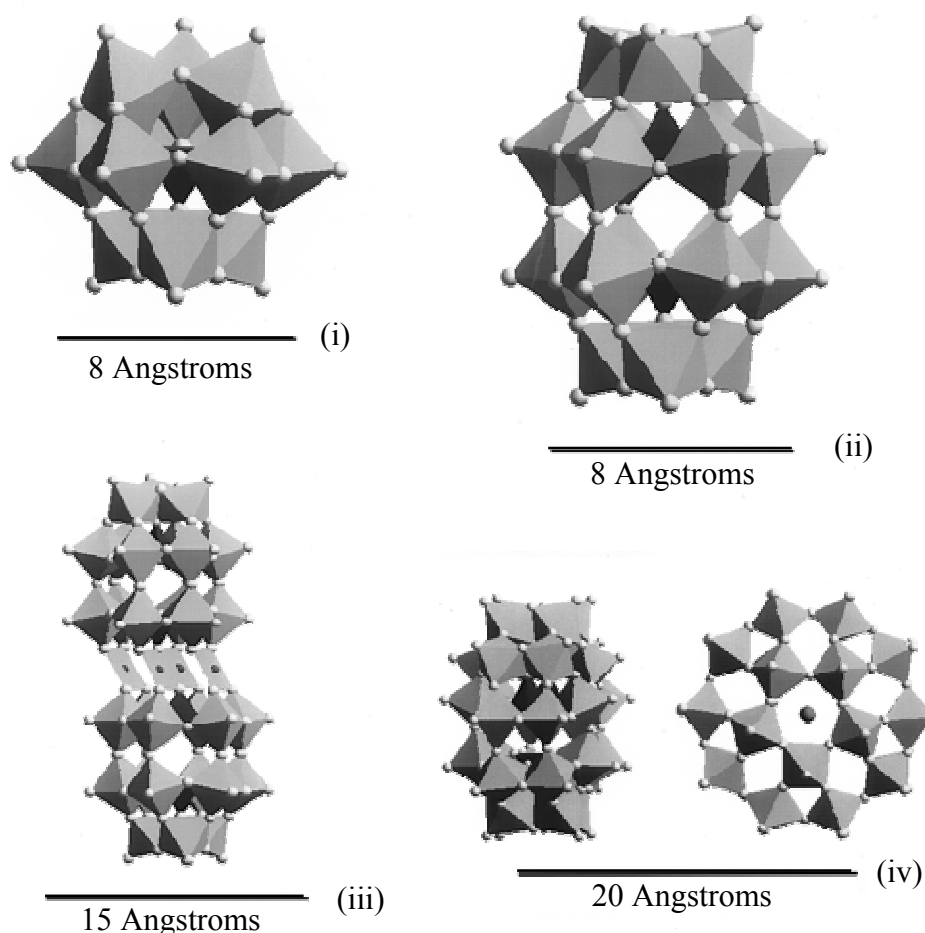 (i)
8 Angstroms
(ii)
8 Angstroms
(iii)
15 Angstroms
(iv)
20 Angstroms